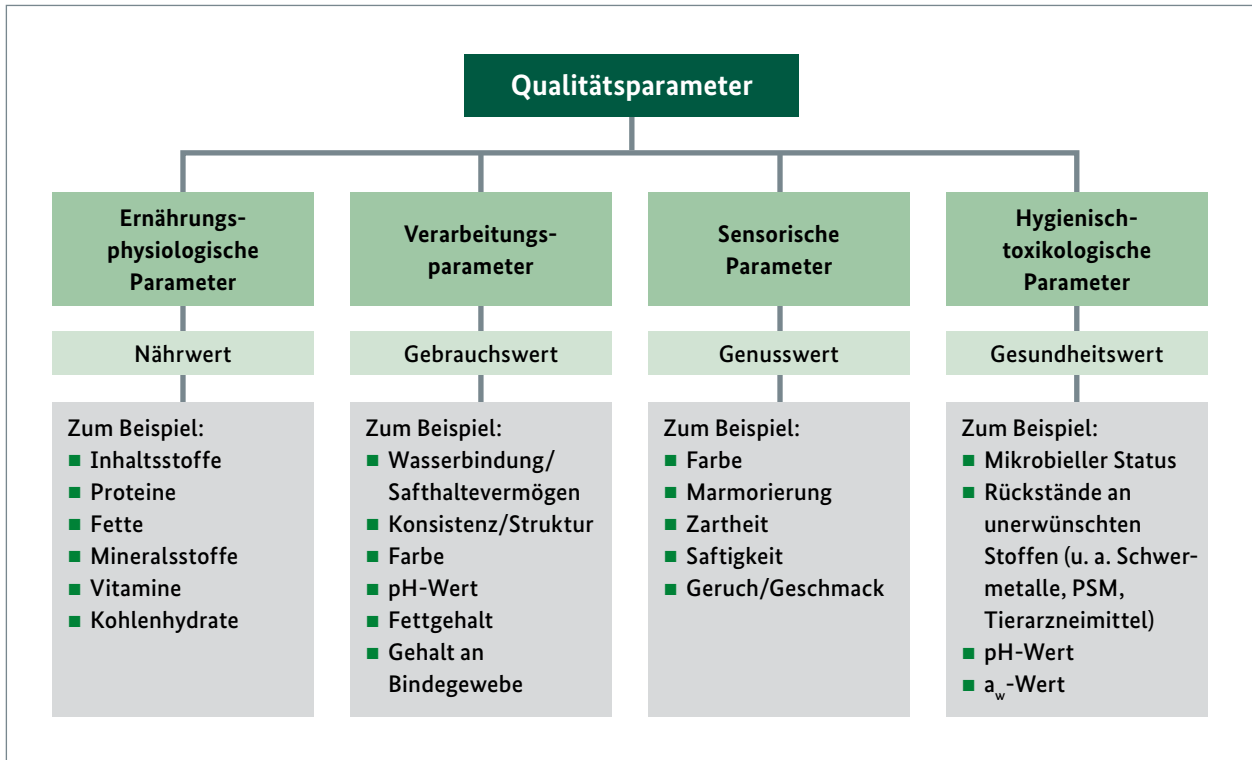 Qualitätsparameter
Ernährungs-
physiologische
Parameter
Nährwert
Zum Beispiel:
■ Inhaltsstoffe
■ Proteine
■ Fette
■ Mineralsstoffe
■ Vitamine
■ Kohlenhydrate
Verarbeitungs-
parameter
Gebrauchswert
Zum Beispiel:
■ Wasserbindung/
Safthaltevermögen
■ Konsistenz/Struktur
■ Farbe
■ pH-Wert
■ Fettgehalt
■ Gehalt an
Bindegewebe
Sensorische
Parameter
Genusswert
Zum Beispiel:
■ Farbe
■ Marmorierung
■ Zartheit
■ Saftigkeit
■ Geruch/Geschmack
Hygienisch-
toxikologische
Parameter
Gesundheitswert
Zum Beispiel:
■ Mikrobieller Status
■ Rückstände an
unerwünschten
Stoffen (u. a. Schwer-
metalle, PSM,
Tierarzneimittel)
■ pH-Wert
■ a_w-Wert